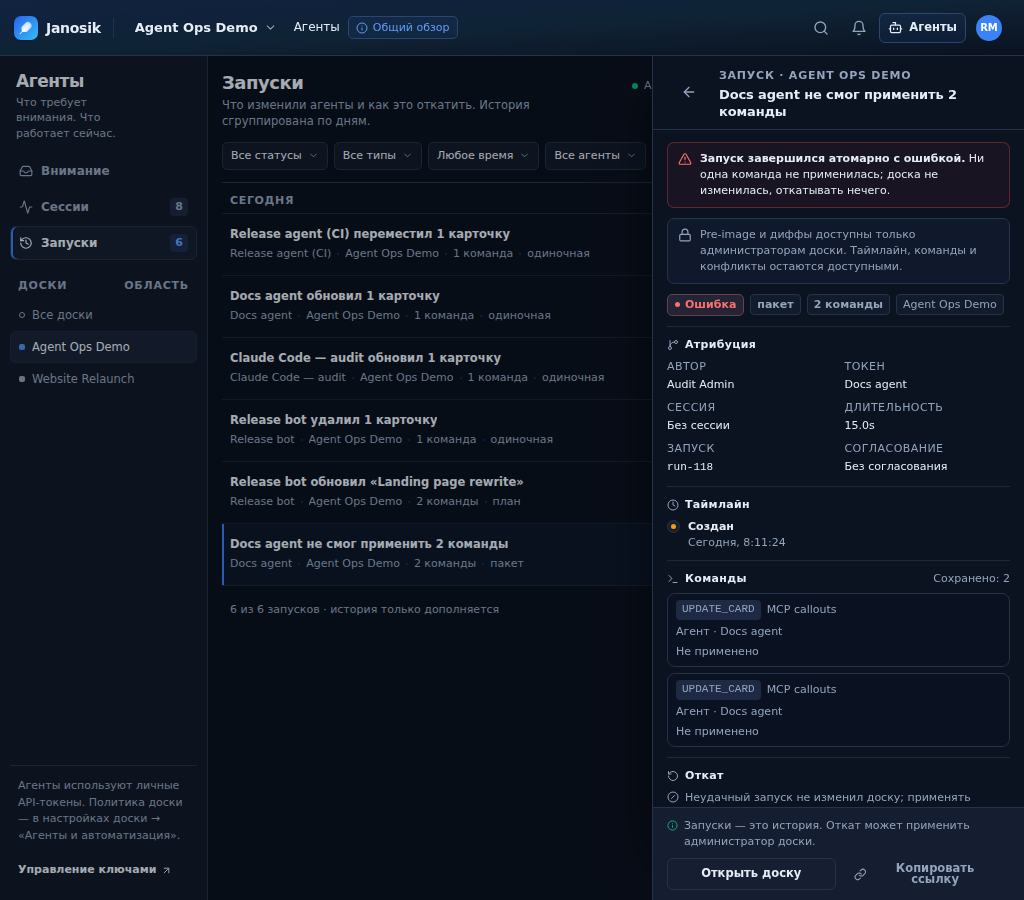 Janosik
Agent Ops Demo
Агенты
Общий обзор
Агенты
RM
Агенты
Что требует
внимания. Что
работает сейчас.
Внимание
Сессии 8
Запуски 6
ДОСКИ ОБЛАСТЬ
Все доски
Agent Ops Demo
Website Relaunch
Агенты используют личные
API-токены. Политика доски
— в настройках доски →
«Агенты и автоматизация».
Управление ключами
Запуски
Что изменили агенты и как это откатить. История
сгруппирована по дням.
Все статусы
Все типы
Любое время
Все агенты
СЕГОДНЯ
Release agent (CI) переместил 1 карточку
Release agent (CI) · Agent Ops Demo · 1 команда · одиночная
Docs agent обновил 1 карточку
Docs agent · Agent Ops Demo · 1 команда · одиночная
Claude Code — audit обновил 1 карточку
Claude Code — audit · Agent Ops Demo · 1 команда · одиночная
Release bot удалил 1 карточку
Release bot · Agent Ops Demo · 1 команда · одиночная
Release bot обновил «Landing page rewrite»
Release bot · Agent Ops Demo · 2 команды · план
Docs agent не смог применить 2 команды
Docs agent · Agent Ops Demo · 2 команды · пакет
6 из 6 запусков · история только дополняется
ЗАПУСК · AGENT OPS DEMO
Docs agent не смог применить 2
команды
Запуск завершился атомарно с ошибкой. Ни
одна команда не применилась; доска не
изменилась, откатывать нечего.
Pre-image и диффы доступны только
администраторам доски. Таймлайн, команды и
конфликты остаются доступными.
Ошибка
пакет
2 команды
Agent Ops Demo
Атрибуция
АВТОР ТОКЕН
Audit Admin Docs agent
СЕССИЯ ДЛИТЕЛЬНОСТЬ
Без сессии 15.0s
ЗАПУСК СОГЛАСОВАНИЕ
run-118 Без согласования
Таймлайн
Создан
Сегодня, 8:11:24
Команды Сохранено: 2
UPDATE_CARD MCP callouts
Агент · Docs agent
Не применено
UPDATE_CARD MCP callouts
Агент · Docs agent
Не применено
Откат
Неудачный запуск не изменил доску; применять
Запуски — это история. Откат может применить
администратор доски.
Открыть доску
Копировать
ссылку